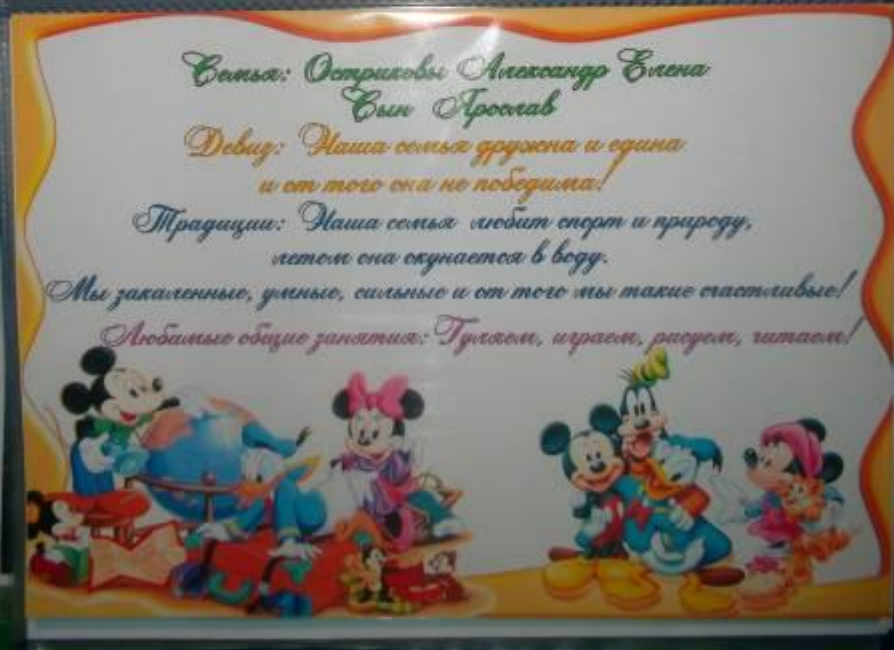 Семья: Остриковы Александр Елена
Сын Ярослав
Девиз: Наша семья дружна и едина
и от того она не победима!
Традиции: Наша семья любит спорт и природу,
летом она окунается в воду.
Мы закаленные, умные, сильные и от того мы такие счастливые!
Любимые общие занятия: Гуляем, играем, рисуем, читаем!